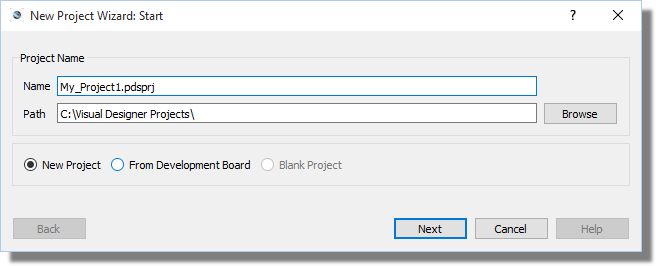 New Project Wizard: Start
?
Project Name
Name My_Project1.pdsprj
Path C:\Visual Designer Projects\ Browse
New Project From Development Board Blank Project
Back Next Cancel Help